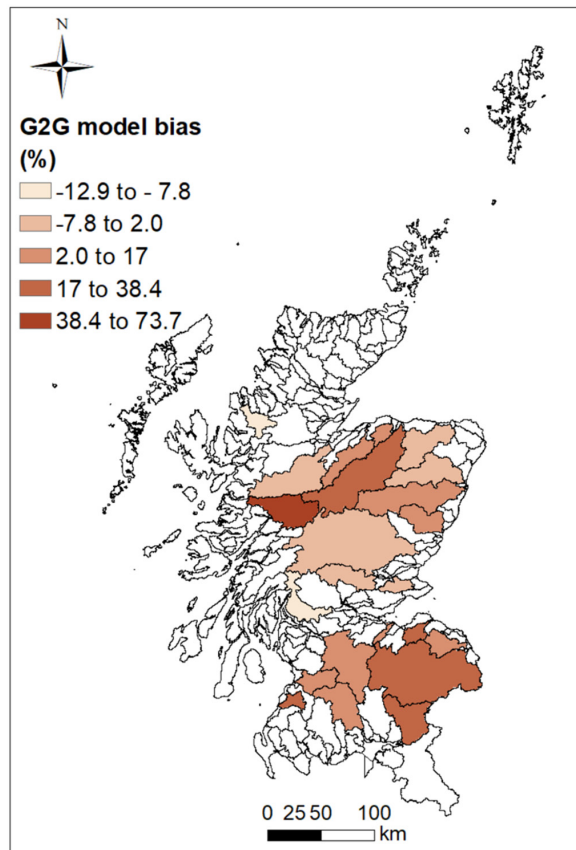 N
G2G model bias
(%)
-12.9 to - 7.8
-7.8 to 2.0
2.0 to 17
17 to 38.4
38.4 to 73.7
0 25 50 100
km